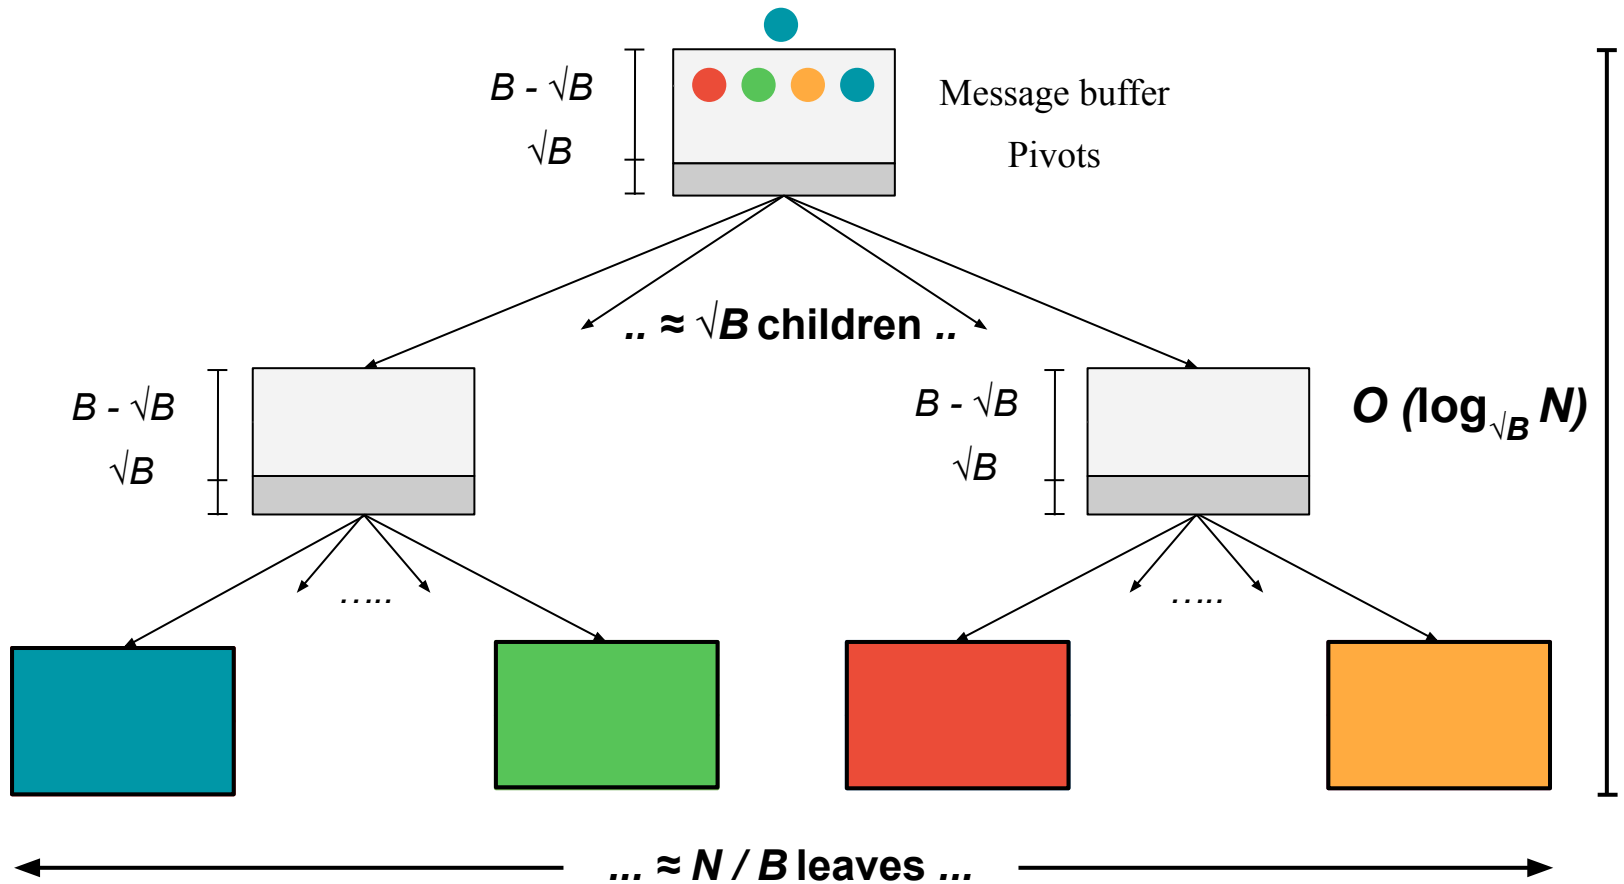 B - √B
√B
Message buffer
Pivots
.. ≈ √B children ..
B - √B
√B
B - √B
√B
O (log√B N)
.....
.....
... ≈ N / B leaves ...